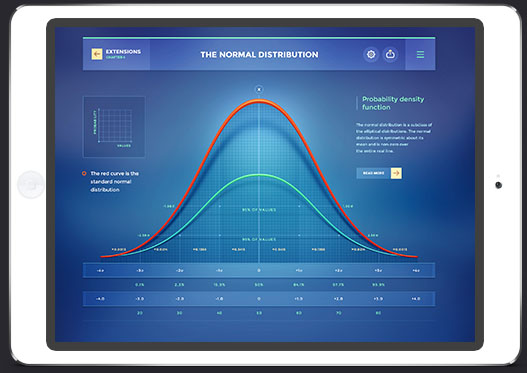 EXTENSIONS
CHAPTER 4
THE NORMAL DISTRIBUTION
Probability density
function
The normal distribution is a subclass of
the elliptical distributions. The normal
distribution is symmetric about its
mean and is non-zero over
the entire real line.
READ MORE
PROBABILITY
VALUES
The red curve is the
standard normal
distribution
95% OF VALUES
-4σ -3σ -2σ -1σ 0 +1σ +2σ +3σ +4σ
0.1% 2.3% 15.9% 50% 84.1% 97.7% 99.9%
-4.0 -3.0 -2.0 -1.0 0 +1.0 +2.0 +3.0 +4.0
20 30 40 50 60 70 80